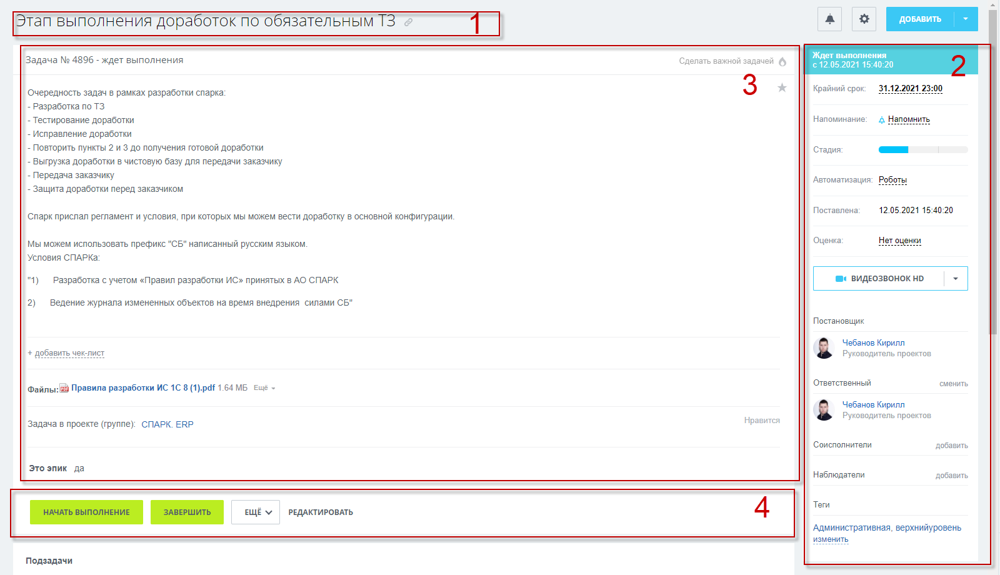 Этап выполнения доработок по обязательным ТЗ
1
ДОБАВИТЬ
Задача № 4896 - ждет выполнения
Сделать важной задачей
3
Очередность задач в рамках разработки спарка:
- Разработка по ТЗ
- Тестирование доработки
- Исправление доработки
- Повторить пункты 2 и 3 до получения готовой доработки
- Выгрузка доработки в чистовую базу для передачи заказчику
- Передача заказчику
- Защита доработки перед заказчиком
Спарк прислал регламент и условия, при которых мы можем вести доработку в основной конфигурации.
Мы можем использовать префикс "СБ" написанный русским языком.
Условия СПАРКа:
"1) Разработка с учетом «Правил разработки ИС» принятых в АО СПАРК
2) Ведение журнала измененных объектов на время внедрения силами СБ"
+ добавить чек-лист
Файлы: Правила разработки ИС 1С 8 (1).pdf 1.64 МБ Ещё
Задача в проекте (группе): СПАРК. ERP
Нравится
Это эпик да
4
НАЧАТЬ ВЫПОЛНЕНИЕ
ЗАВЕРШИТЬ
ЕЩЁ
РЕДАКТИРОВАТЬ
Подзадачи
Ждет выполнения
с 12.05.2021 15:40:20
2
Крайний срок: 31.12.2021 23:00
Напоминание: Напомнить
Стадия:
Автоматизация: Роботы
Поставлена: 12.05.2021 15:40:20
Оценка: Нет оценки
ВИДЕОЗВОНОК HD
Постановщик
Чебанов Кирилл
Руководитель проектов
Ответственный сменить
Чебанов Кирилл
Руководитель проектов
Соисполнители добавить
Наблюдатели добавить
Теги
Административная, верхнийуровень
изменить